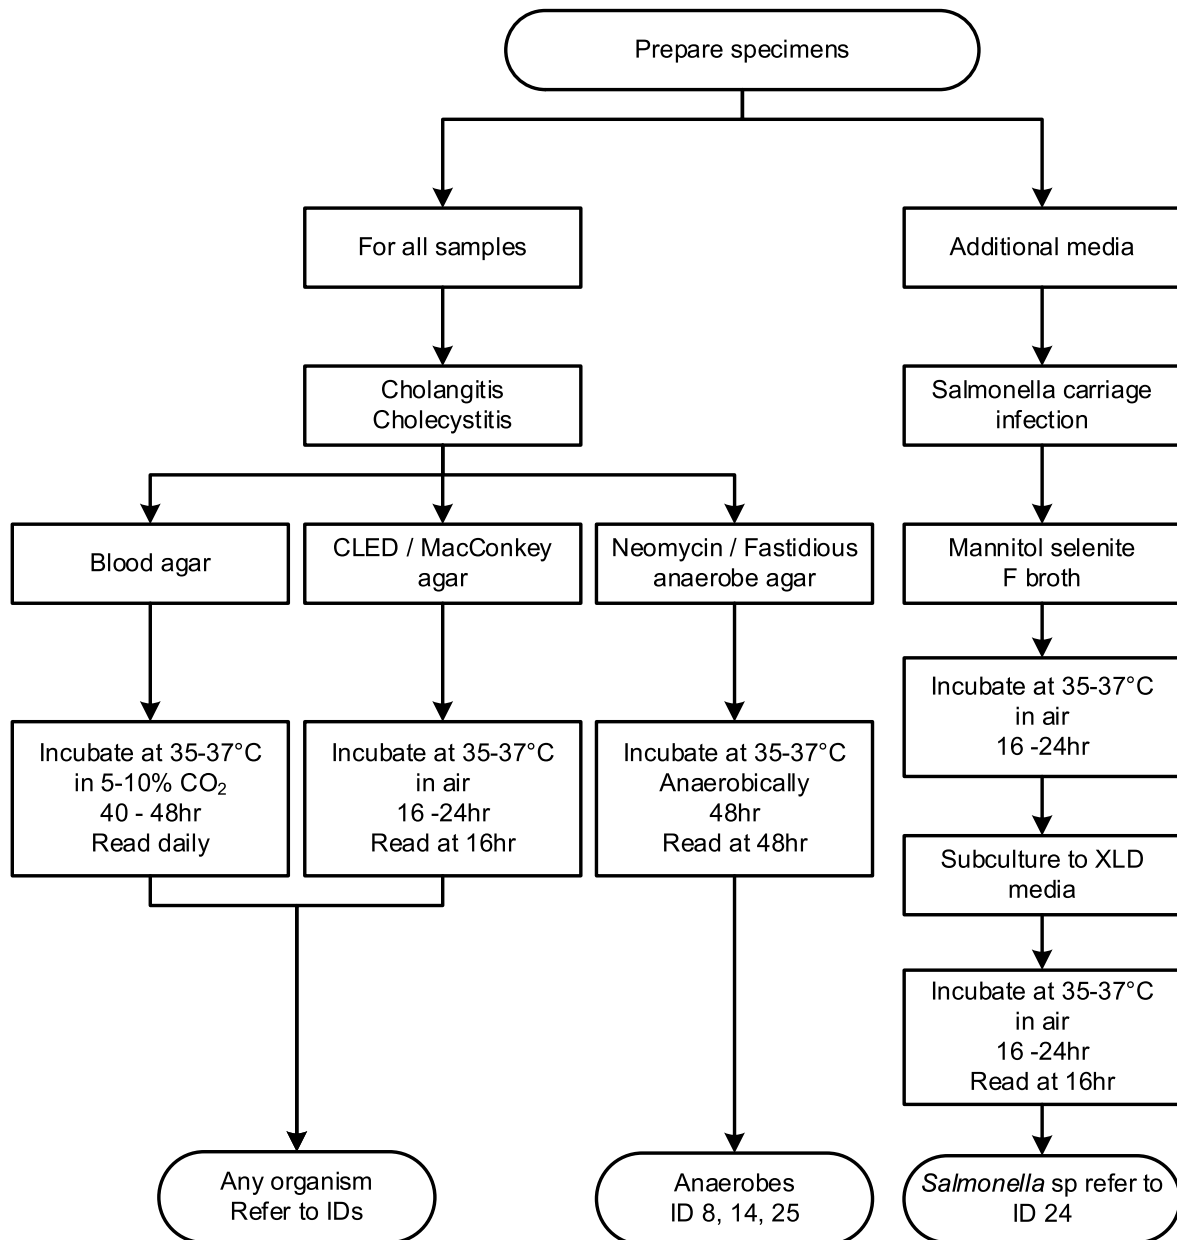 Prepare specimens
For all samples
Additional media
Cholangitis
Cholecystitis
Salmonella carriage
infection
Blood agar
CLED / MacConkey
agar
Neomycin / Fastidious
anaerobe agar
Mannitol selenite
F broth
Incubate at 35-37°C
in air
16 -24hr
Incubate at 35-37°C
in 5-10% CO₂
40 - 48hr
Read daily
Incubate at 35-37°C
in air
16 -24hr
Read at 16hr
Incubate at 35-37°C
Anaerobically
48hr
Read at 48hr
Subculture to XLD
media
Incubate at 35-37°C
in air
16 -24hr
Read at 16hr
Any organism
Refer to IDs
Anaerobes
ID 8, 14, 25
Salmonella sp refer to
ID 24